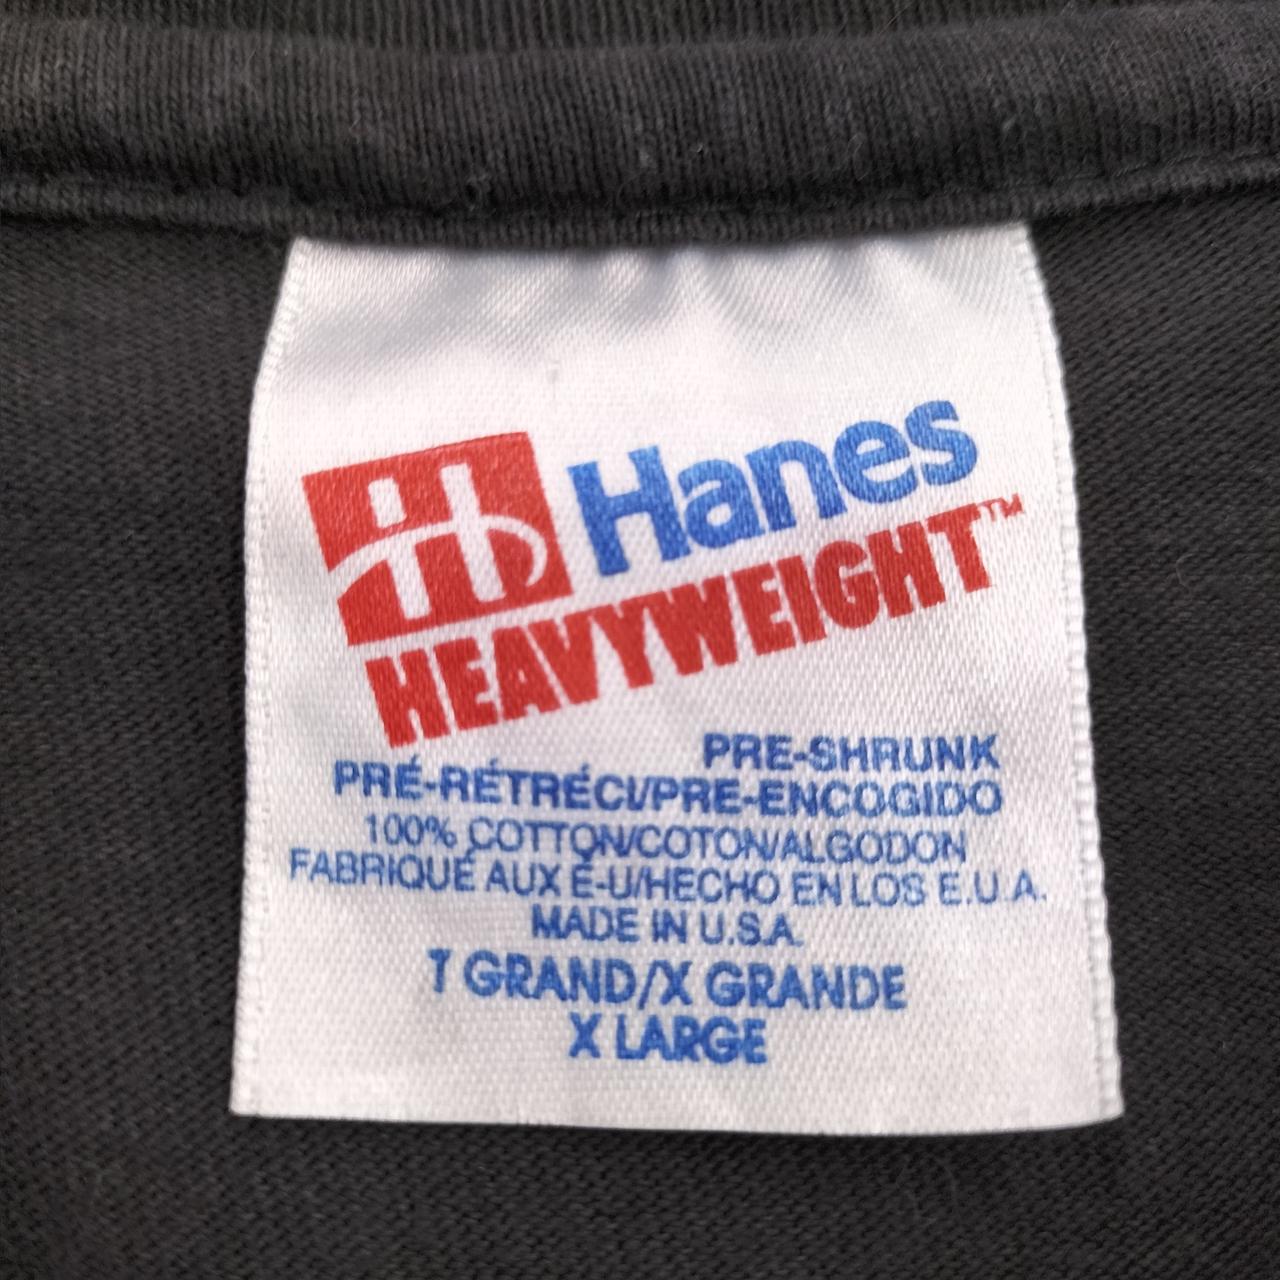 Hanes
HEAVYWEIGHT™
PRE-SHRUNK
PRÉ-RÉTRÉCI/PRE-ENCOGIDO
100% COTTON/COTON/ALGODON
FABRIQUÉ AUX É-U/HECHO EN LOS E.U.A.
MADE IN U.S.A.
T GRAND/X GRANDE
X LARGE